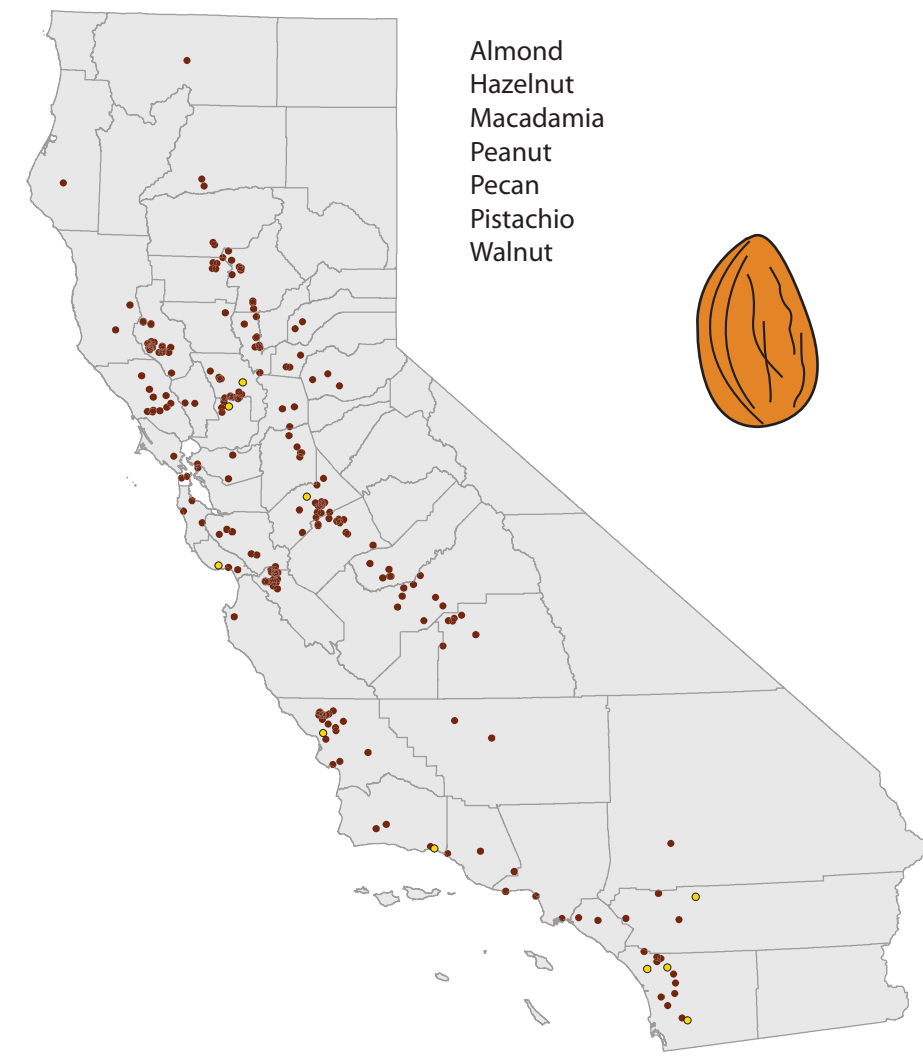 Almond
Hazelnut
Macadamia
Peanut
Pecan
Pistachio
Walnut